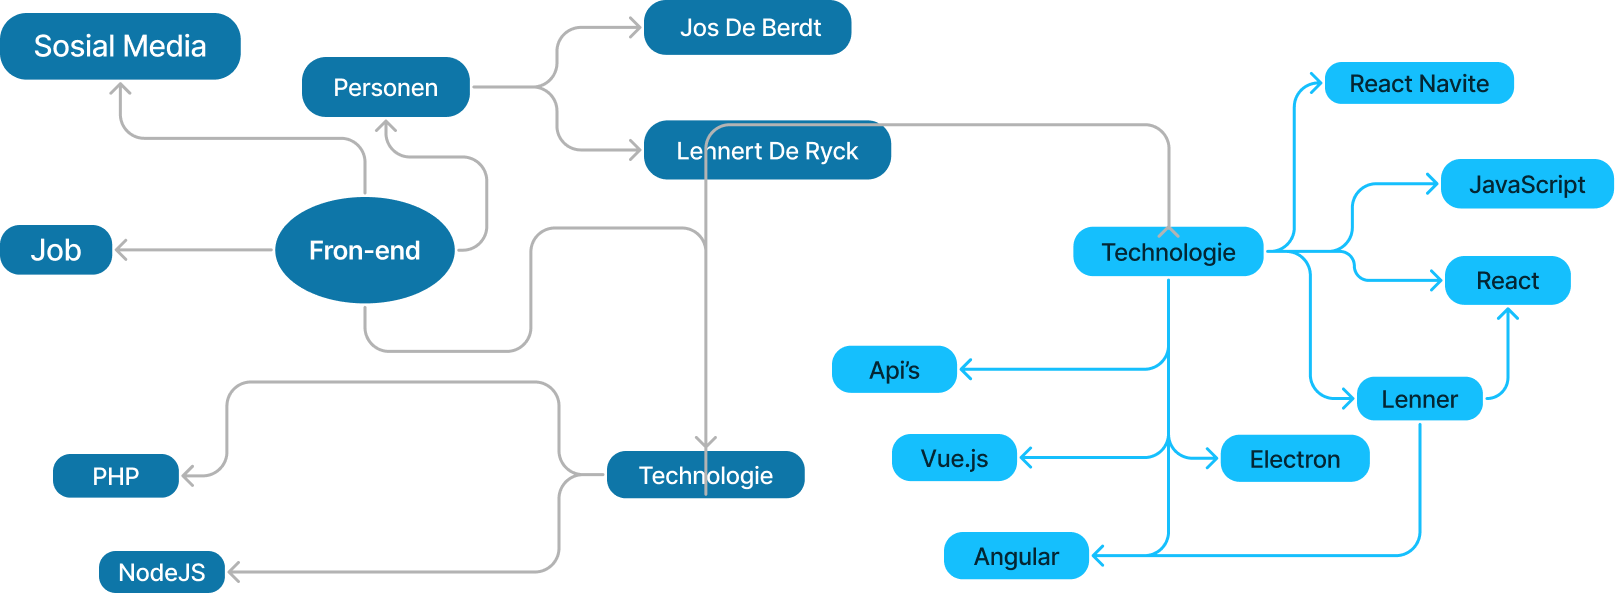 Sosial Media
Personen
Jos De Berdt
Lennert De Ryck
Job
Fron-end
React Navite
JavaScript
Technologie
React
Api’s
Lenner
Vue.js
Electron
Angular
PHP
Technologie
NodeJS